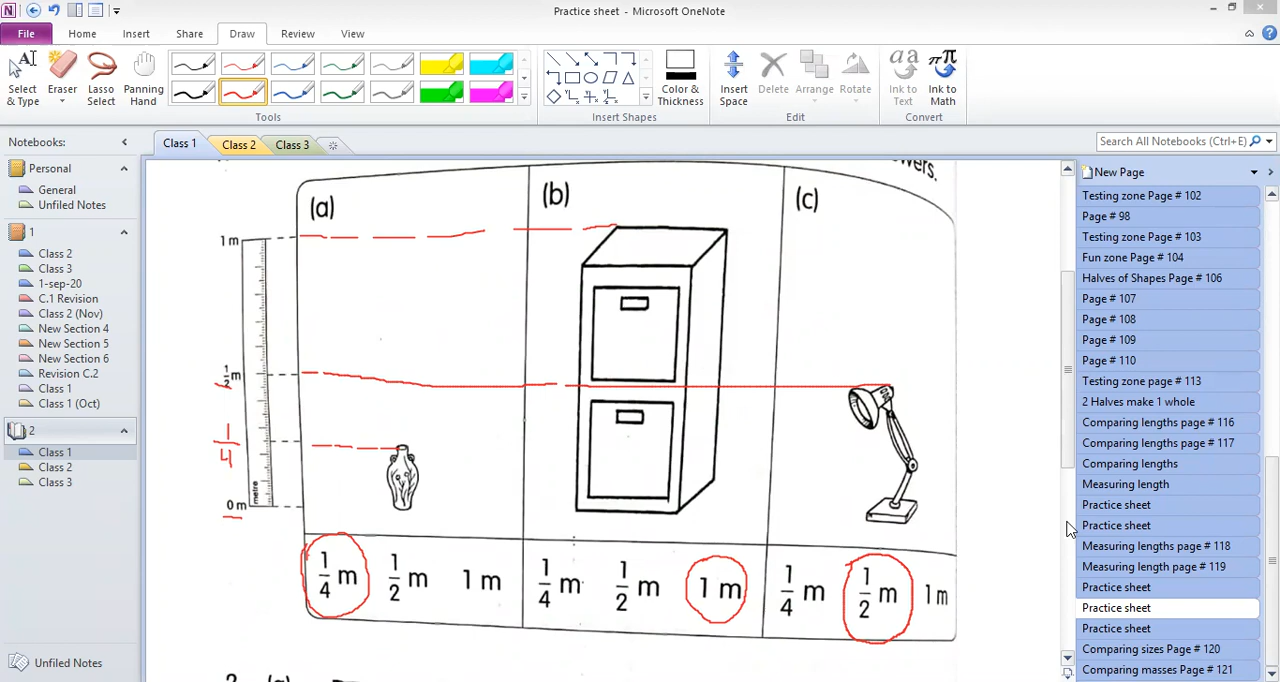 Practice sheet - Microsoft OneNote
File Home Insert Share Draw Review View
Select & Type
Eraser
Lasso Select
Panning Hand
Color & Thickness
Insert Space
Delete
Arrange
Rotate
Ink to Text
Ink to Math
Tools
Insert Shapes
Edit
Convert
Notebooks:
Class 1 Class 2 Class 3
Search All Notebooks (Ctrl+E)
Personal
General
Unfiled Notes
1
Class 2
Class 3
1-sep-20
C.1 Revision
Class 2 (Nov)
New Section 4
New Section 5
New Section 6
Revision C.2
Class 1
Class 1 (Oct)
2
Class 1
Class 2
Class 3
Unfiled Notes
wers.
(a) (b) (c)
1 m
1/2 m
1/4
0 m
metre
1/4 m 1/2 m 1 m
1/4 m 1/2 m 1 m
1/4 m 1/2 m 1 m
New Page
Testing zone Page # 102
Page # 98
Testing zone Page # 103
Fun zone Page # 104
Halves of Shapes Page # 106
Page # 107
Page # 108
Page # 109
Page # 110
Testing zone page # 113
2 Halves make 1 whole
Comparing lengths page # 116
Comparing lengths page # 117
Comparing lengths
Measuring length
Practice sheet
Practice sheet
Measuring lengths page # 118
Measuring length page # 119
Practice sheet
Practice sheet
Practice sheet
Comparing sizes Page # 120
Comparing masses Page # 121